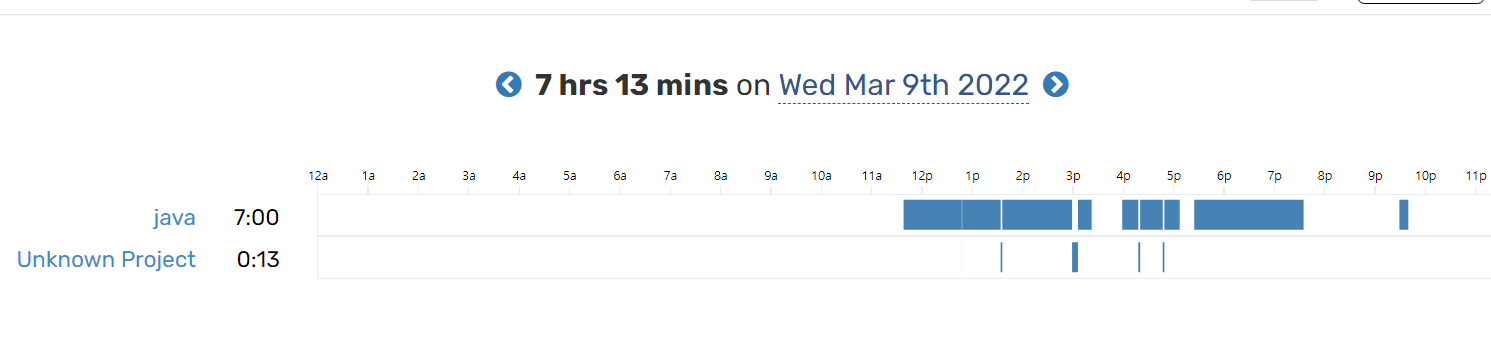 7 hrs 13 mins on Wed Mar 9th 2022
12a 1a 2a 3a 4a 5a 6a 7a 8a 9a 10a 11a 12p 1p 2p 3p 4p 5p 6p 7p 8p 9p 10p 11p
java 7:00
Unknown Project 0:13